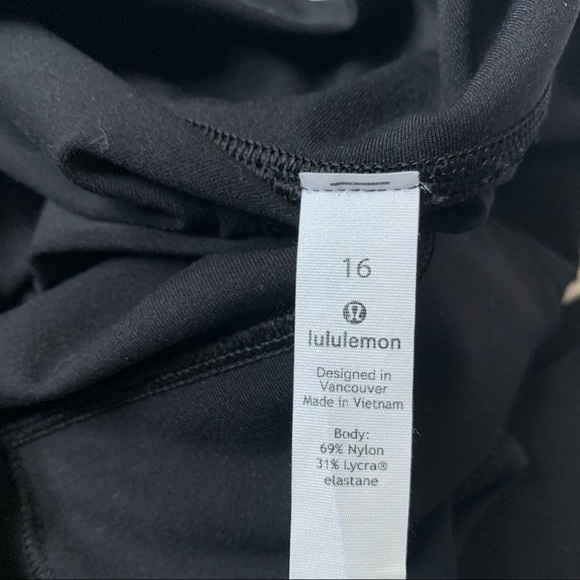 16
lululemon
Designed in
Vancouver
Made in Vietnam
Body:
69% Nylon
31% Lycra®
elastane